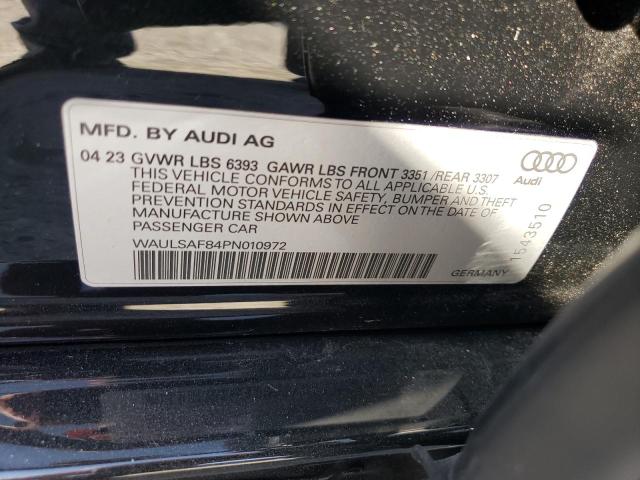 MFD. BY AUDI AG
04 23 GVWR LBS 6393 GAWR LBS FRONT 3351 /REAR 3307
THIS VEHICLE CONFORMS TO ALL APPLICABLE U.S.
FEDERAL MOTOR VEHICLE SAFETY, BUMPER AND THEFT
PREVENTION STANDARDS IN EFFECT ON THE DATE OF
MANUFACTURE SHOWN ABOVE
PASSENGER CAR
WAULSAF84PN010972
GERMANY
Audi
1543510